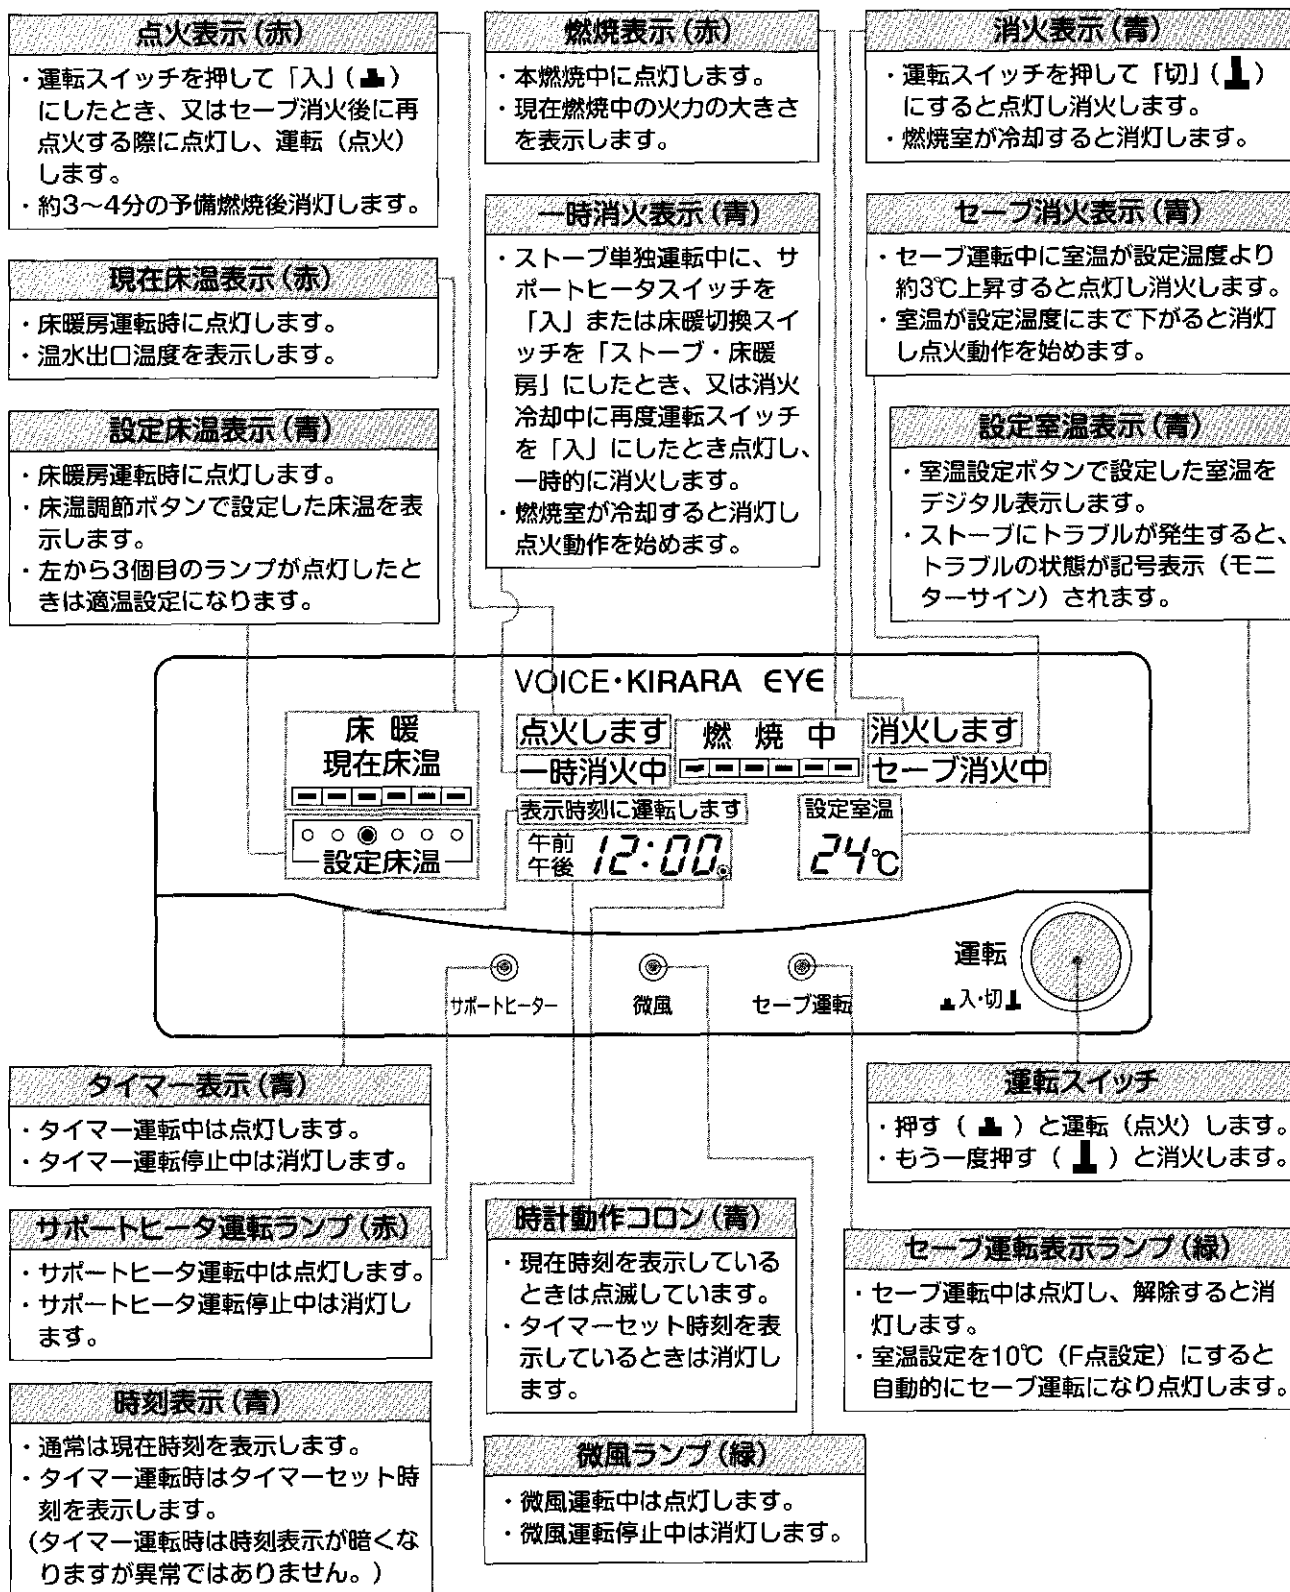 点火表示(赤)
・運転スイッチを押して「入」( )
にしたとき、又はセーブ消火後に再
点火する際に点灯し、運転（点火）
します。
・約3〜4分の予備燃焼後消灯します。
現在床温表示(赤)
・床暖房運転時に点灯します。
・温水出口温度を表示します。
設定床温表示(青)
・床暖房運転時に点灯します。
・床温調節ボタンで設定した床温を表
示します。
・左から3個目のランプが点灯したと
きは適温設定になります。
燃焼表示(赤)
・本燃焼中に点灯します。
・現在燃焼中の火力の大きさ
を表示します。
一時消火表示(青)
・ストーブ単独運転中に、サ
ポートヒータスイッチを
「入」または床暖切換スイ
ッチを「ストーブ・床暖
房」にしたとき、又は消火
冷却中に再度運転スイッチ
を「入」にしたとき点灯し、
一時的に消火します。
・燃焼室が冷却すると消灯し
点火動作を始めます。
消火表示(青)
・運転スイッチを押して「切」( )
にすると点灯し消火します。
・燃焼室が冷却すると消灯します。
セーブ消火表示(青)
・セーブ運転中に室温が設定温度より
約3℃上昇すると点灯し消火します。
・室温が設定温度にまで下がると消灯
し点火動作を始めます。
設定室温表示(青)
・室温設定ボタンで設定した室温を
デジタル表示します。
・ストーブにトラブルが発生すると、
トラブルの状態が記号表示（モニ
ターサイン）されます。
VOICE・KIRARA EYE
床暖
現在床温
設定床温
点火します
一時消火中
燃焼中
消火します
セーブ消火中
表示時刻に運転します
午前
午後
12:00
設定室温
24℃
サポートヒーター
微風
セーブ運転
運転
入・切
タイマー表示(青)
・タイマー運転中は点灯します。
・タイマー運転停止中は消灯します。
サポートヒータ運転ランプ(赤)
・サポートヒータ運転中は点灯します。
・サポートヒータ運転停止中は消灯し
ます。
時刻表示(青)
・通常は現在時刻を表示します。
・タイマー運転時はタイマーセット時
刻を表示します。
(タイマー運転時は時刻表示が暗くな
りますが異常ではありません。)
時計動作コロン(青)
・現在時刻を表示している
ときは点滅しています。
・タイマーセット時刻を表
示しているときは消灯し
ます。
微風ランプ(緑)
・微風運転中は点灯します。
・微風運転停止中は消灯します。
運転スイッチ
・押す( )と運転（点火）します。
・もう一度押す( )と消火します。
セーブ運転表示ランプ(緑)
・セーブ運転中は点灯し、解除すると消
灯します。
・室温設定を10℃（F点設定）にすると
自動的にセーブ運転になり点灯します。